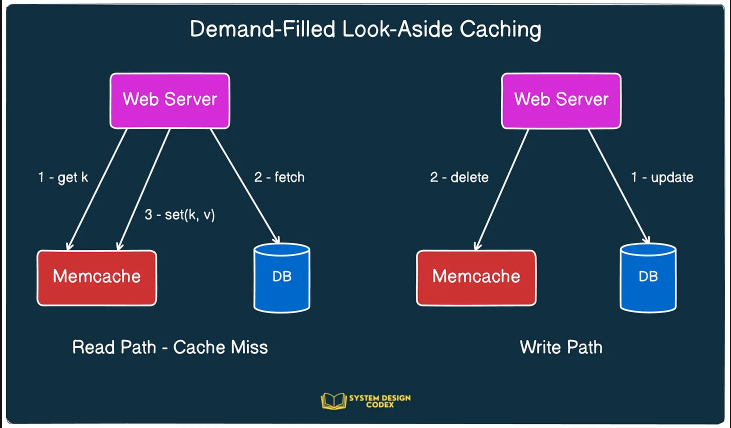 Demand-Filled Look-Aside Caching
Web Server
1 - get k
2 - fetch
3 - set(k, v)
Memcache
DB
Read Path - Cache Miss
Web Server
2 - delete
1 - update
Memcache
DB
Write Path
SYSTEM DESIGN
CODEX